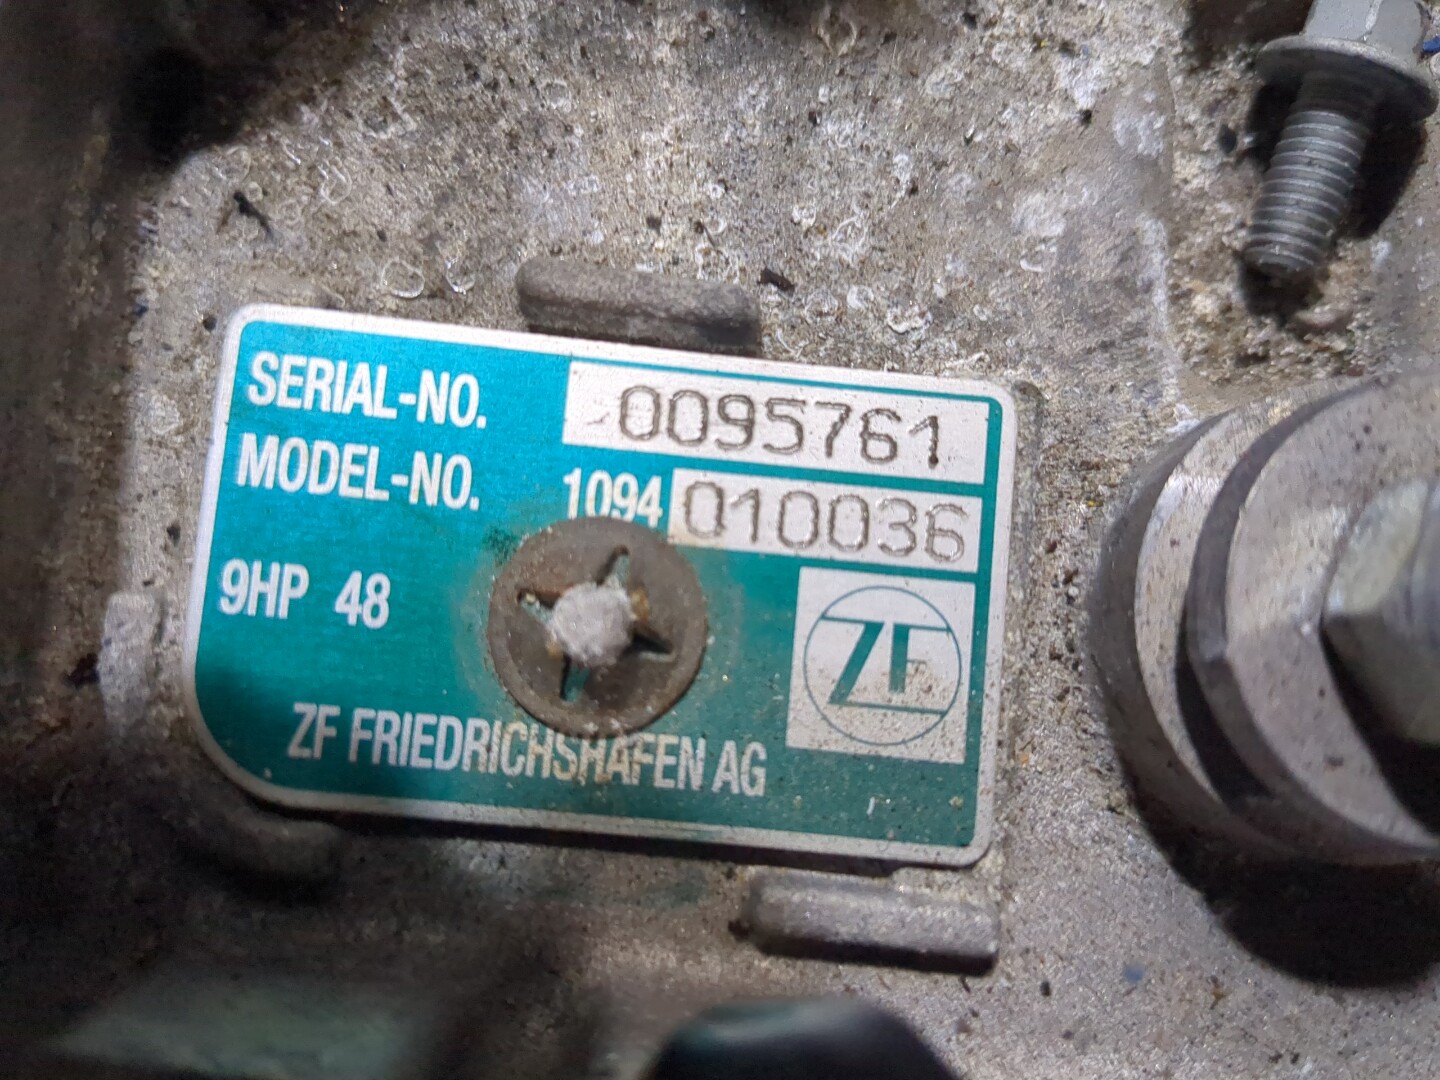 SERIAL-NO. 0095761
MODEL-NO. 1094 010036
9HP 48
ZF
ZF FRIEDRICHSHAFEN AG